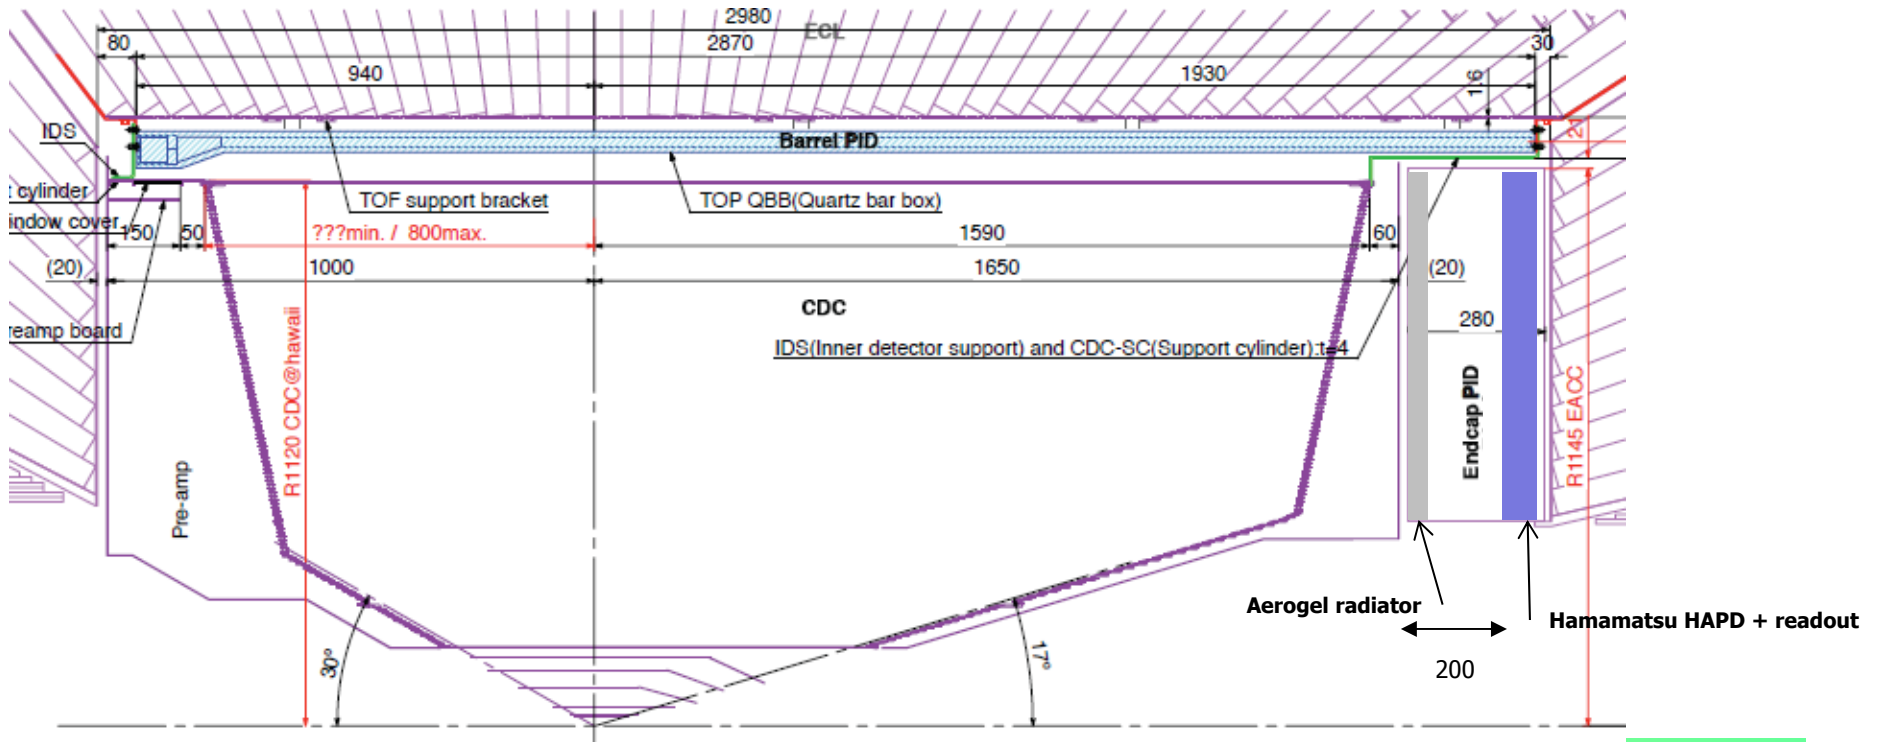 2980
ECL
80
2870
30
940
1930
16
IDS
Barrel PID
21
t cylinder
TOF support bracket
TOP QBB(Quartz bar box)
indow cover
150
50
???min. / 800max.
1590
60
(20)
1000
1650
(20)
CDC
reamp board
280
IDS(Inner detector support) and CDC-SC(Support cylinder):t=4
R1120 CDC@hawaii
Endcap PID
R1145 EACC
Pre-amp
Aerogel radiator
Hamamatsu HAPD + readout
200
30°
17°